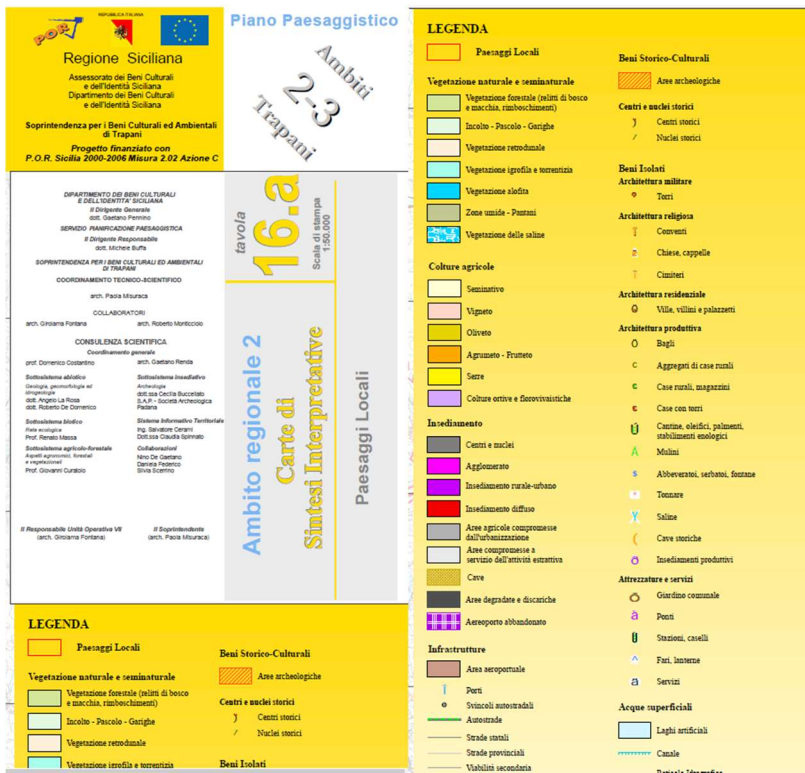 REPUBBLICA ITALIANA
POR
Regione Siciliana
Assessorato dei Beni Culturali
e dell'Identità Siciliana
Dipartimento dei Beni Culturali
e dell'Identità Siciliana
Soprintendenza per i Beni Culturali ed Ambientali
di Trapani
Progetto finanziato con
P.O.R. Sicilia 2000-2006 Misura 2.02 Azione C
Piano Paesaggistico
Ambiti
2-3
Trapani
DIPARTIMENTO DEI BENI CULTURALI
E DELL'IDENTITA' SICILIANA
Il Dirigente Generale
dott. Gaetano Pennino
SERVIZIO PIANIFICAZIONE PAESAGGISTICA
Il Dirigente Responsabile
dott. Michele Buffa
SOPRINTENDENZA PER I BENI CULTURALI ED AMBIENTALI
DI TRAPANI
COORDINAMENTO TECNICO-SCIENTIFICO
arch. Paola Misuraca
COLLABORATORI
arch. Girolama Fontana arch. Roberto Monticciolo
CONSULENZA SCIENTIFICA
Coordinamento generale
prof. Domenico Costantino arch. Gaetano Renda
Sottosistema abiotico
Geologia, geomorfologia ed
idrogeologia
dott. Angelo La Rosa
dott. Roberto De Domenico
Sottosistema insediativo
Archeologia
dott.ssa Cecilia Buccellato
S.A.P. - Società Archeologica
Padana
Sottosistema biotico
Rete ecologica
Prof. Renato Massa
Sistema Informativo Territoriale
Ing. Salvatore Cerami
Dott.ssa Claudia Spinnato
Sottosistema agricolo-forestale
Aspetti agronomici, forestali
e vegetazionali
Prof. Giovanni Curatolo
Collaborazioni
Nino De Gaetano
Daniela Federico
Silvia Scerrino
Il Responsabile Unità Operativa VII
(arch. Girolama Fontana)
Il Soprintendente
(arch. Paola Misuraca)
tavola
16.a
Scala di stampa
1:50.000
Ambito regionale 2
Carte di
Sintesi Interpretative
Paesaggi Locali
LEGENDA
Paesaggi Locali
Vegetazione naturale e seminaturale
Vegetazione forestale (relitti di bosco
e macchia, rimboschimenti)
Incolto - Pascolo - Garighe
Vegetazione retrodunale
Vegetazione igrofila e torrentizia
Beni Storico-Culturali
Aree archeologiche
Centri e nuclei storici
Centri storici
Nuclei storici
Beni Isolati
LEGENDA
Paesaggi Locali
Vegetazione naturale e seminaturale
Vegetazione forestale (relitti di bosco
e macchia, rimboschimenti)
Incolto - Pascolo - Garighe
Vegetazione retrodunale
Vegetazione igrofila e torrentizia
Vegetazione alofita
Zone umide - Pantani
Vegetazione delle saline
Colture agricole
Seminativo
Vigneto
Oliveto
Agrumeto - Frutteto
Serre
Colture ortive e florovivaistiche
Insediamento
Centri e nuclei
Agglomerato
Insediamento rurale-urbano
Insediamento diffuso
Aree agricole compromesse
dall'urbanizzazione
Aree compromesse a
servizio dell'attività estrattiva
Cave
Aree degradate e discariche
Aereoporto abbandonato
Infrastrutture
Area aeroportuale
Porti
Svincoli autostradali
Autostrade
Strade statali
Strade provinciali
Viabilità secondaria
Beni Storico-Culturali
Aree archeologiche
Centri e nuclei storici
Centri storici
Nuclei storici
Beni Isolati
Architettura militare
Torri
Architettura religiosa
Conventi
Chiese, cappelle
Cimiteri
Architettura residenziale
Ville, villini e palazzetti
Architettura produttiva
Bagli
Aggregati di case rurali
Case rurali, magazzini
Case con torri
Cantine, oleifici, palmenti,
stabilimenti enologici
Mulini
Abbeveratoi, serbatoi, fontane
Tonnare
Saline
Cave storiche
Insediamenti produttivi
Attrezzature e servizi
Giardino comunale
Ponti
Stazioni, caselli
Fari, lanterne
Servizi
Acque superficiali
Laghi artificiali
Canale
Reticolo Idrografico